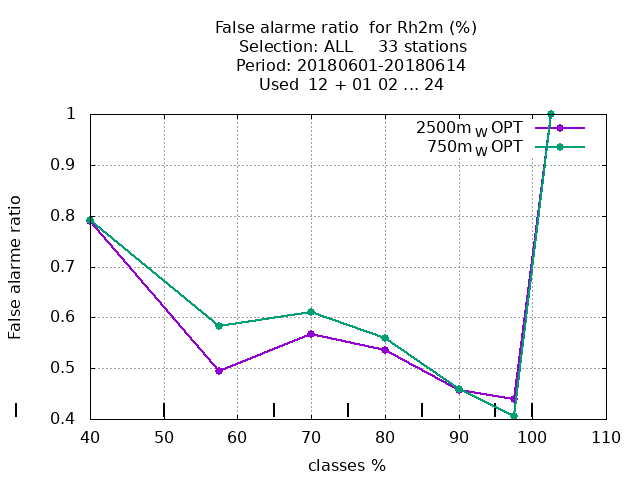 False alarme ratio  for Rh2m (%)
Selection: ALL     33 stations
Period: 20180601-20180614
Used  12 + 01 02 ... 24
2500m W OPT
750m W OPT
1
0.9
0.8
0.7
0.6
0.5
0.4
False alarme ratio
40 50 60 70 80 90 100 110
classes %